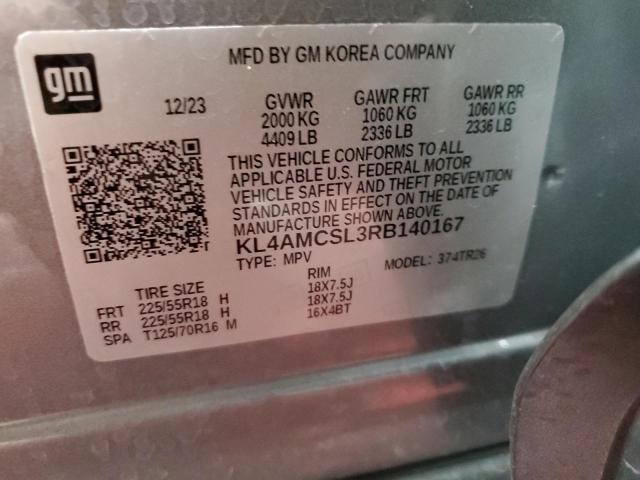 gm
MFD BY GM KOREA COMPANY
12/23
GVWR
2000 KG
4409 LB
GAWR FRT
1060 KG
2336 LB
GAWR RR
1060 KG
2336 LB
THIS VEHICLE CONFORMS TO ALL
APPLICABLE U.S. FEDERAL MOTOR
VEHICLE SAFETY AND THEFT PREVENTION
STANDARDS IN EFFECT ON THE DATE OF
MANUFACTURE SHOWN ABOVE.
KL4AMCSL3RB140167
TYPE: MPV MODEL: 374TR26
TIRE SIZE RIM
FRT 225/55R18 H 18X7.5J
RR 225/55R18 H 18X7.5J
SPA T125/70R16 M 16X4BT